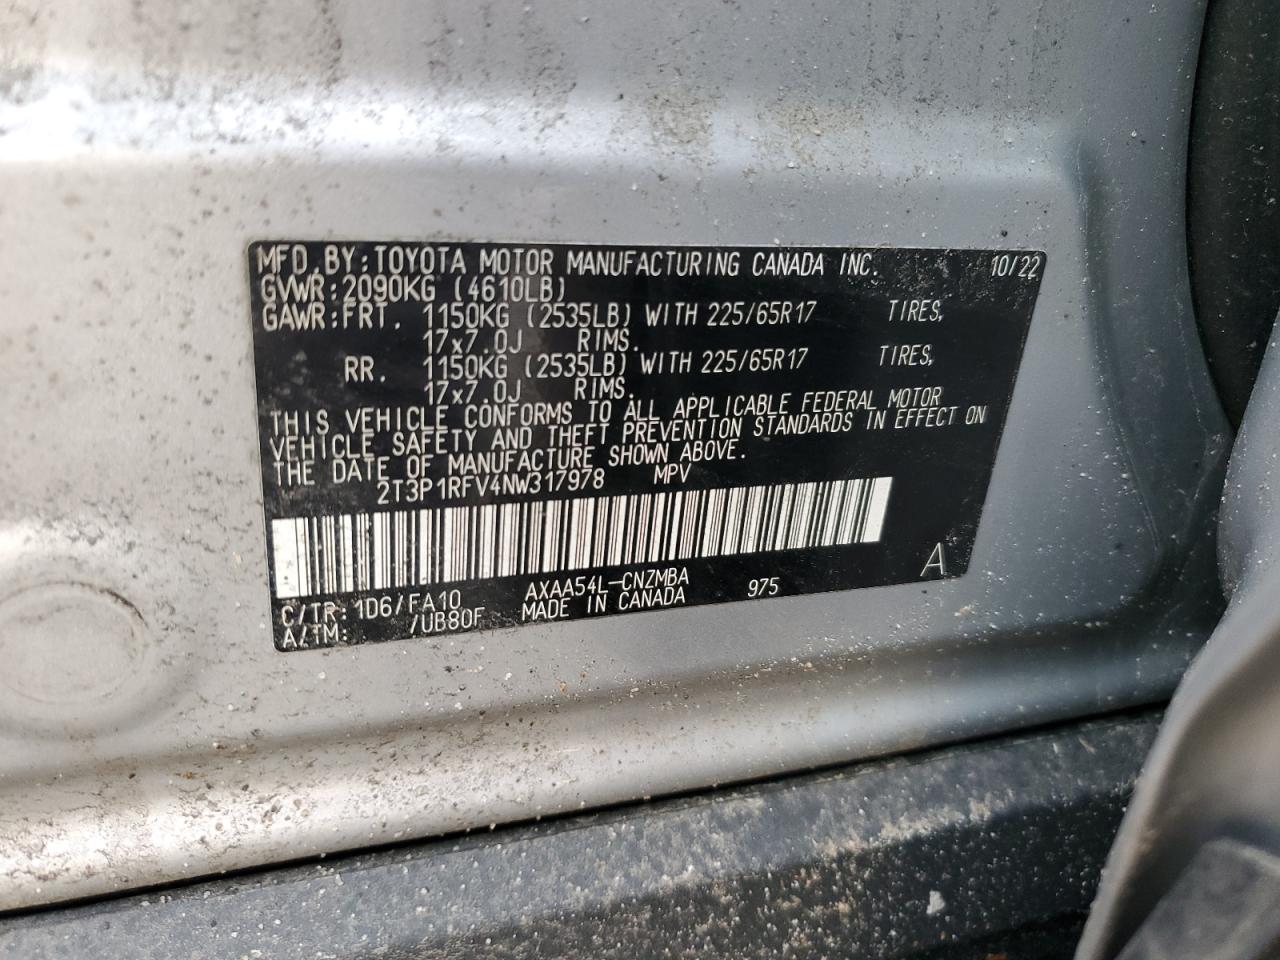 MFD.BY:TOYOTA MOTOR MANUFACTURING CANADA INC. 10/22
GVWR:2090KG (4610LB)
GAWR:FRT. 1150KG (2535LB) WITH 225/65R17 TIRES,
17x7.0J RIMS.
RR. 1150KG (2535LB) WITH 225/65R17 TIRES,
17x7.0J RIMS.
THIS VEHICLE CONFORMS TO ALL APPLICABLE FEDERAL MOTOR
VEHICLE SAFETY AND THEFT PREVENTION STANDARDS IN EFFECT ON
THE DATE OF MANUFACTURE SHOWN ABOVE.
2T3P1RFV4NW317978 MPV
C/TR:1D6/FA10 AXAA54L-CNZMBA 975 A
A/TM: /UB80F MADE IN CANADA